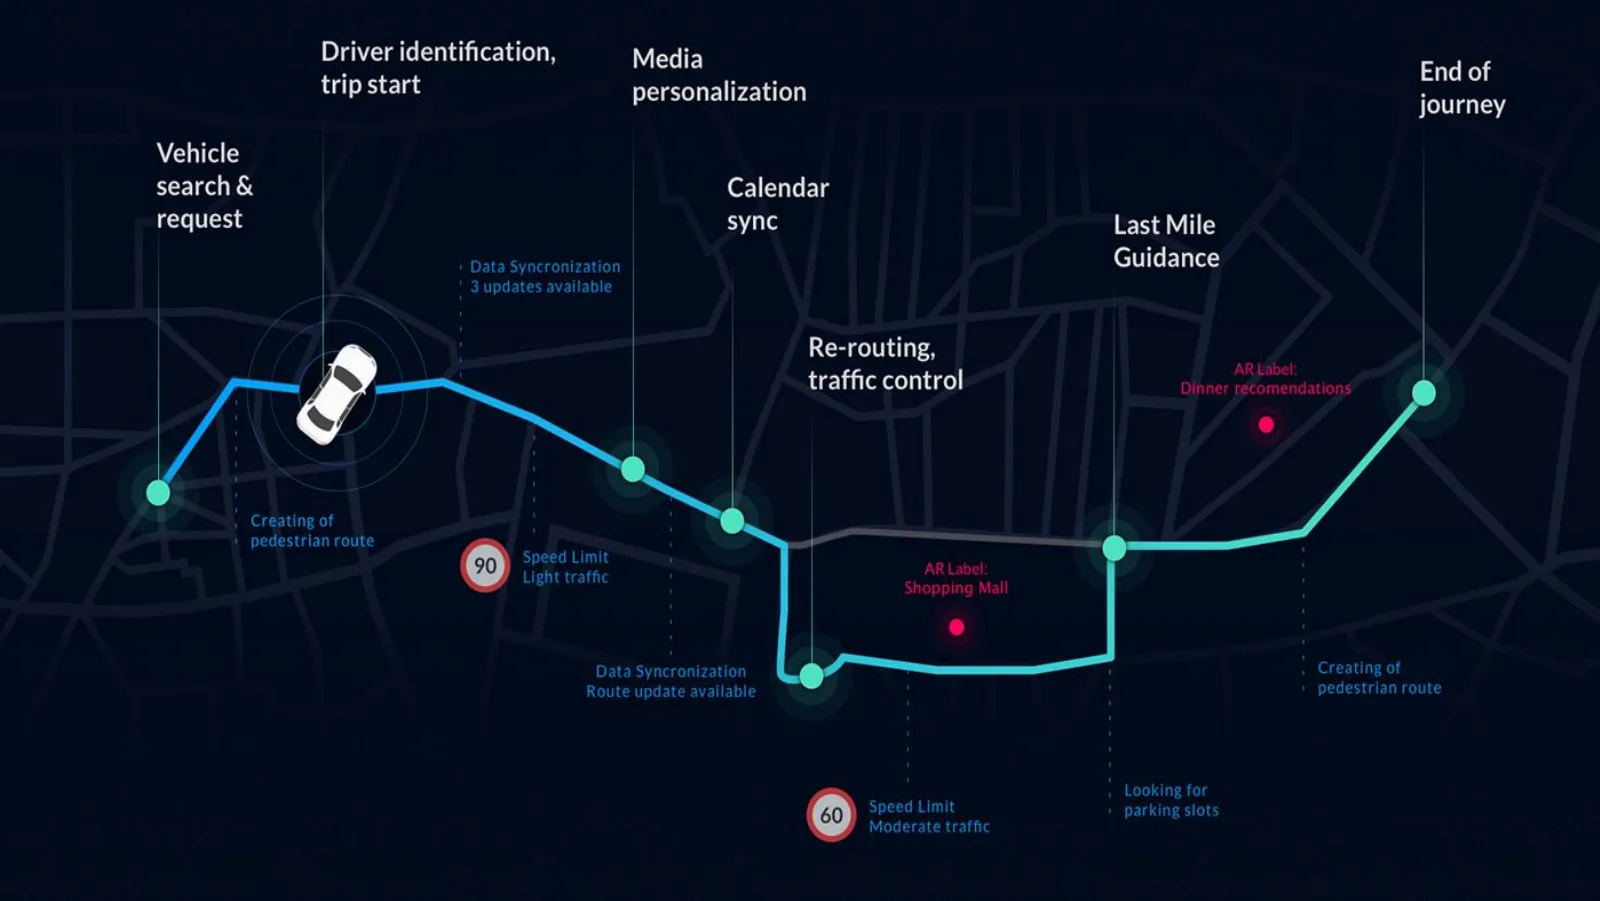 Driver identification,
trip start
Media
personalization
End of
journey
Vehicle
search &
request
Calendar
sync
Last Mile
Guidance
Data Syncronization
3 updates available
Re-routing,
traffic control
AR Label:
Dinner recomendations
Creating of
pedestrian route
90
Speed Limit
Light traffic
AR Label:
Shopping Mall
Data Syncronization
Route update available
Creating of
pedestrian route
60
Speed Limit
Moderate traffic
Looking for
parking slots